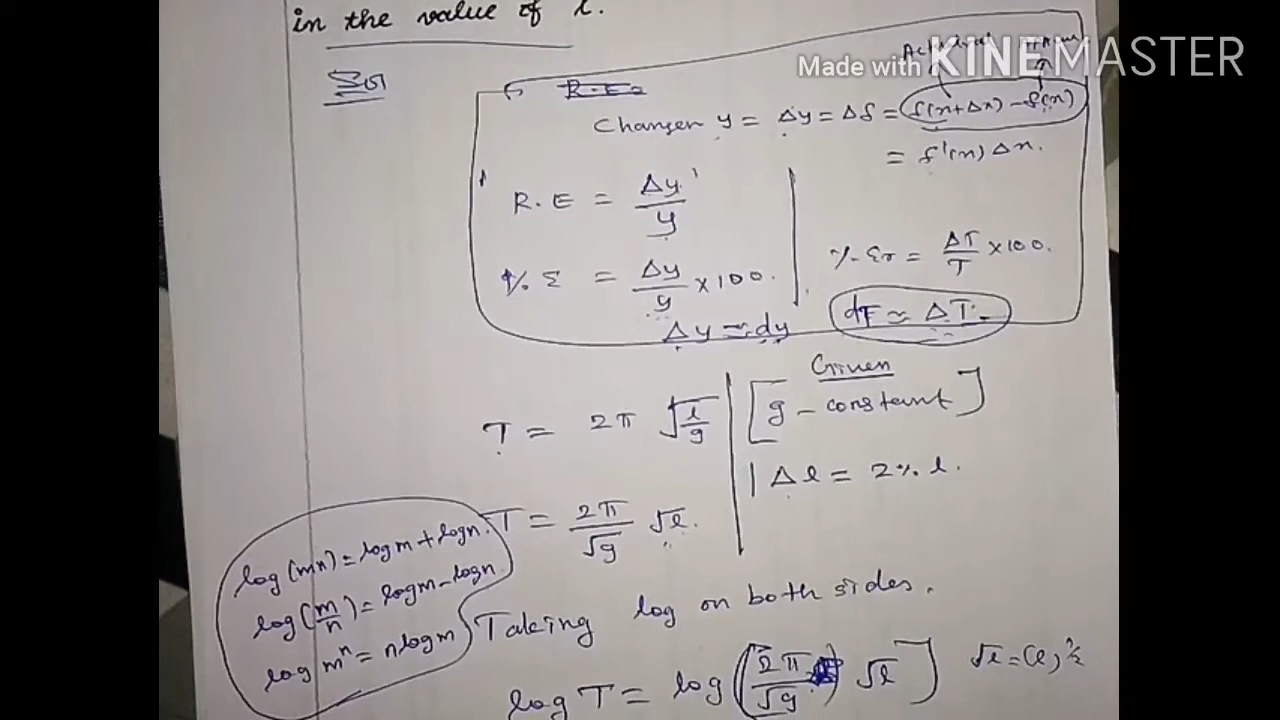 in the value of l.
Made with KINEMASTER
Sol
R.E=
Change y = Δy = Δf = f(x+Δx) - f(x)
= f'(x) Δx.
R.E = Δy/y
% Er = ΔT/T ×100.
% E = Δy/y ×100.
Δy ≈ dy
dT ≈ ΔT.
Given
[g - constant]
T = 2π √(l/g)
Δl = 2% l.
T = 2π/√g √l.
log(mn) = log m + log n.
log(m/n) = log m - log n
log mⁿ = n log m
Taking log on both sides.
log T = log(2π/√g √l]
√l = (l)^½